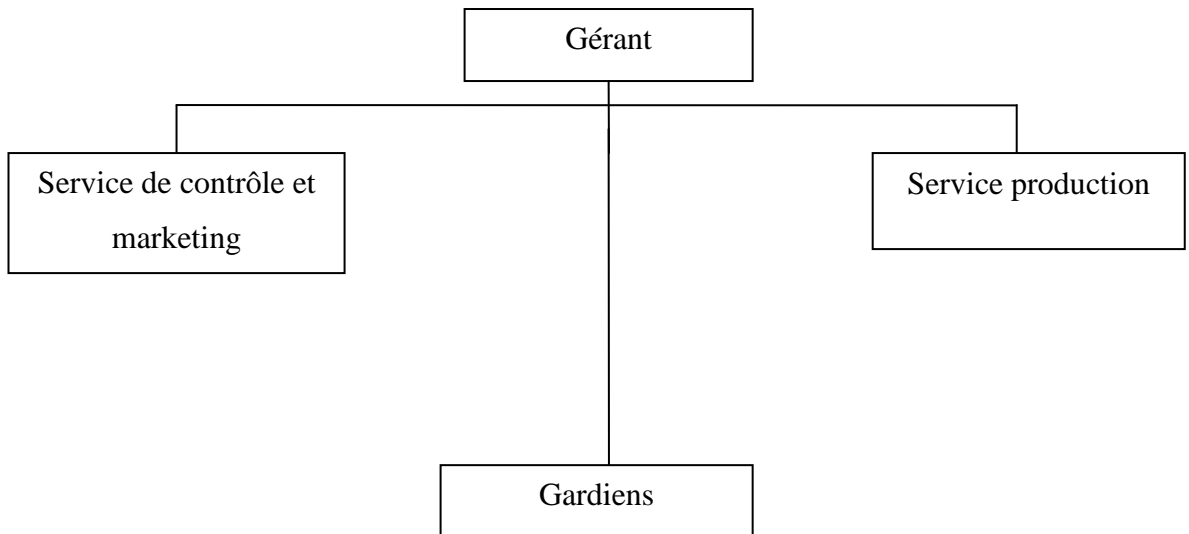 Gérant
Service de contrôle et
marketing
Service production
Gardiens